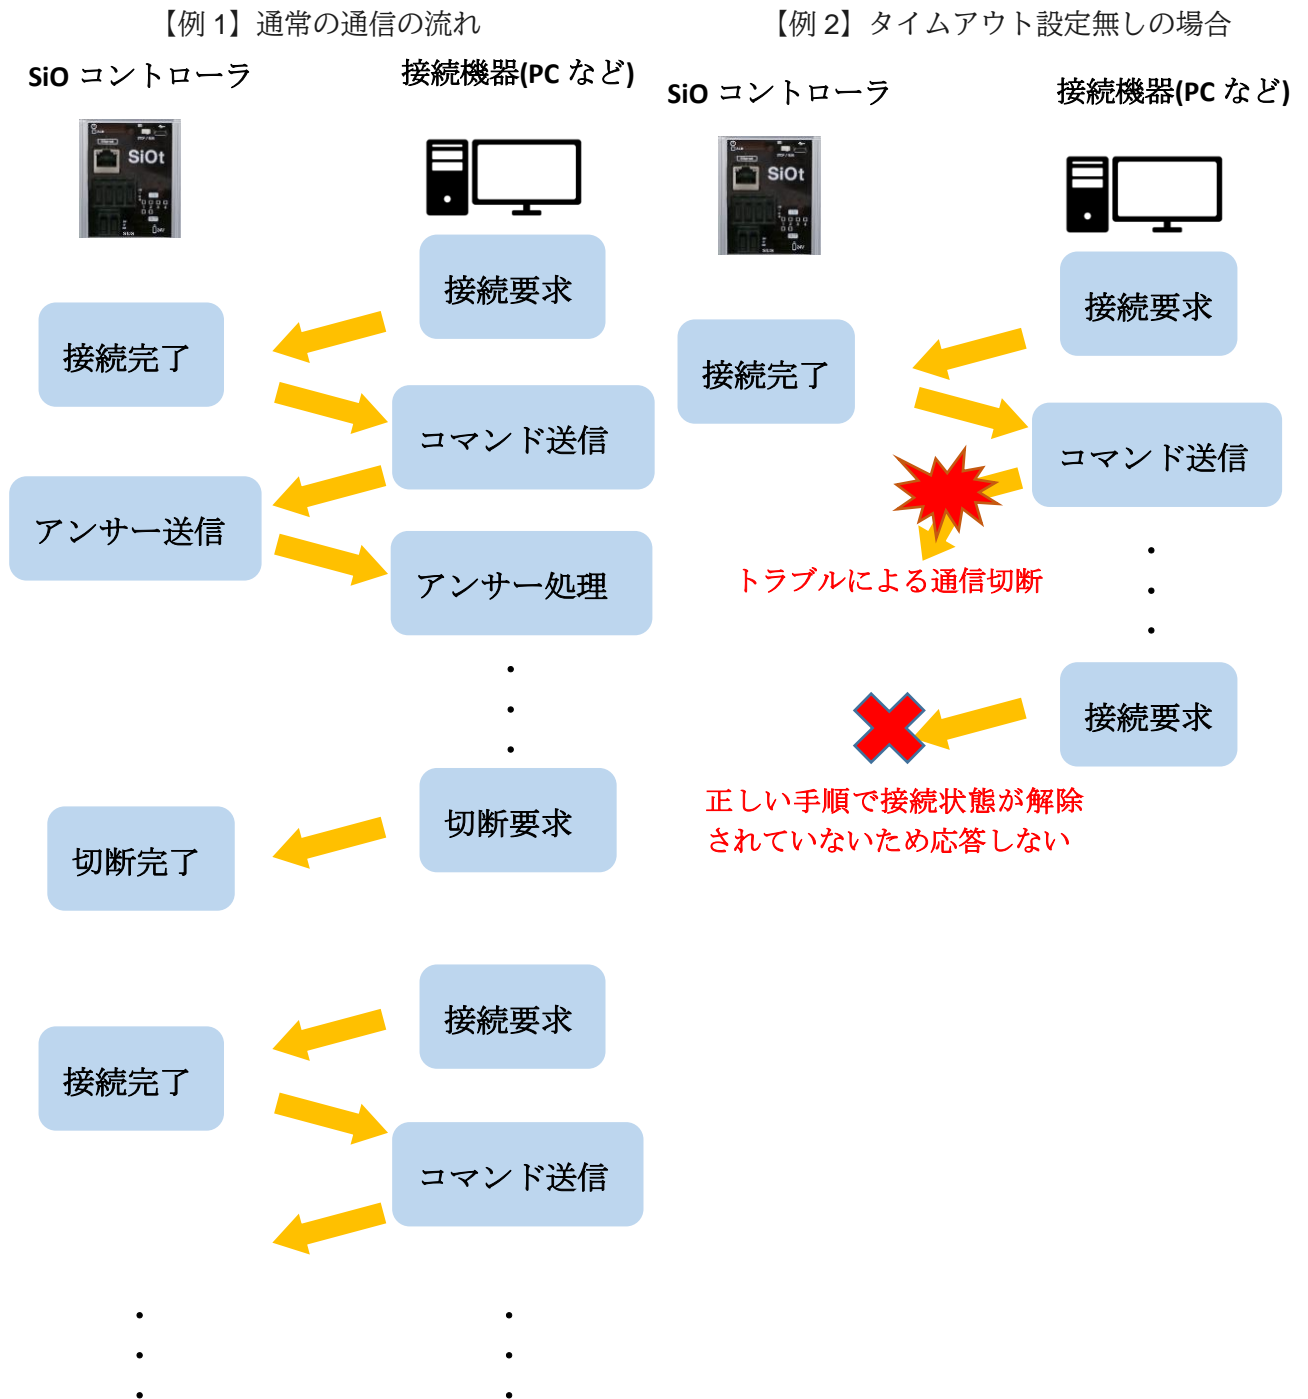 【例 1】通常の通信の流れ
SiO コントローラ
接続機器(PC など)
SiOt
接続要求
接続完了
コマンド送信
アンサー送信
アンサー処理
・
・
・
切断要求
切断完了
接続要求
接続完了
コマンド送信
・
・
・
・
・
・
【例 2】タイムアウト設定無しの場合
SiO コントローラ
接続機器(PC など)
SiOt
接続要求
接続完了
コマンド送信
トラブルによる通信切断
・
・
・
接続要求
正しい手順で接続状態が解除
されていないため応答しない